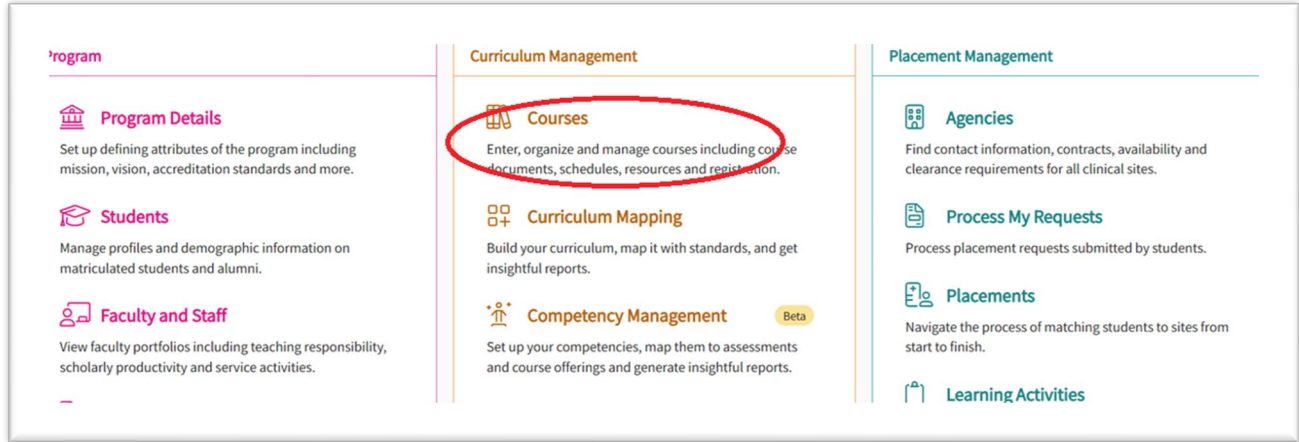 Program
Program Details
Set up defining attributes of the program including
mission, vision, accreditation standards and more.
Students
Manage profiles and demographic information on
matriculated students and alumni.
Faculty and Staff
View faculty portfolios including teaching responsibility,
scholarly productivity and service activities.
Curriculum Management
Courses
Enter, organize and manage courses including course
documents, schedules, resources and registration.
Curriculum Mapping
Build your curriculum, map it with standards, and get
insightful reports.
Competency Management Beta
Set up your competencies, map them to assessments
and course offerings and generate insightful reports.
Placement Management
Agencies
Find contact information, contracts, availability and
clearance requirements for all clinical sites.
Process My Requests
Process placement requests submitted by students.
Placements
Navigate the process of matching students to sites from
start to finish.
Learning Activities